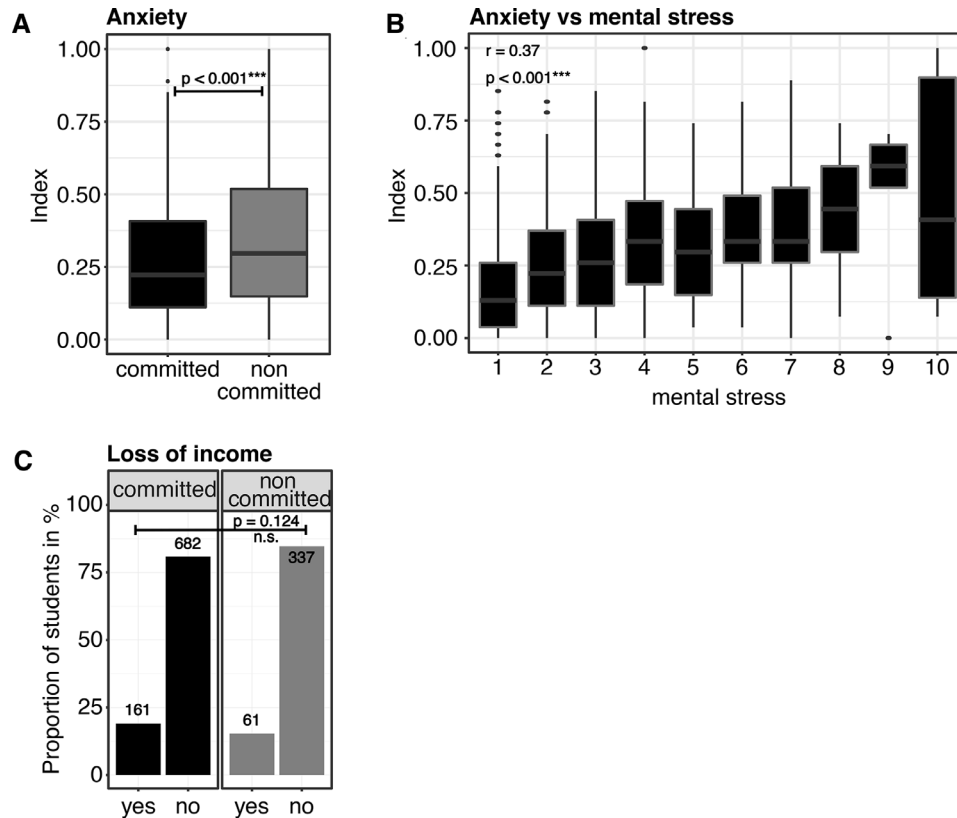 A
Anxiety
Index
1.00
0.75
0.50
0.25
0.00
p < 0.001***
committed
non
committed
B
Anxiety vs mental stress
Index
1.00
0.75
0.50
0.25
0.00
r = 0.37
p < 0.001***
1 2 3 4 5 6 7 8 9 10
mental stress
C
Loss of income
Proportion of students in %
100
75
50
25
0
committed
non
committed
p = 0.124
n.s.
161
682
61
337
yes no
yes no